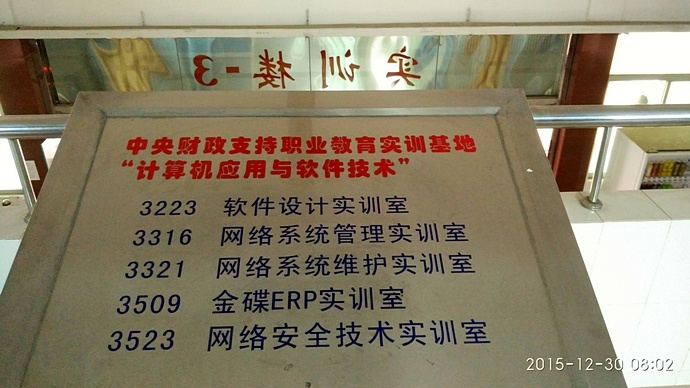 实训楼-3
中央财政支持职业教育实训基地
“计算机应用与软件技术”
3223 软件设计实训室
3316 网络系统管理实训室
3321 网络系统维护实训室
3509 金碟ERP实训室
3523 网络安全技术实训室
2015-12-30 08:02